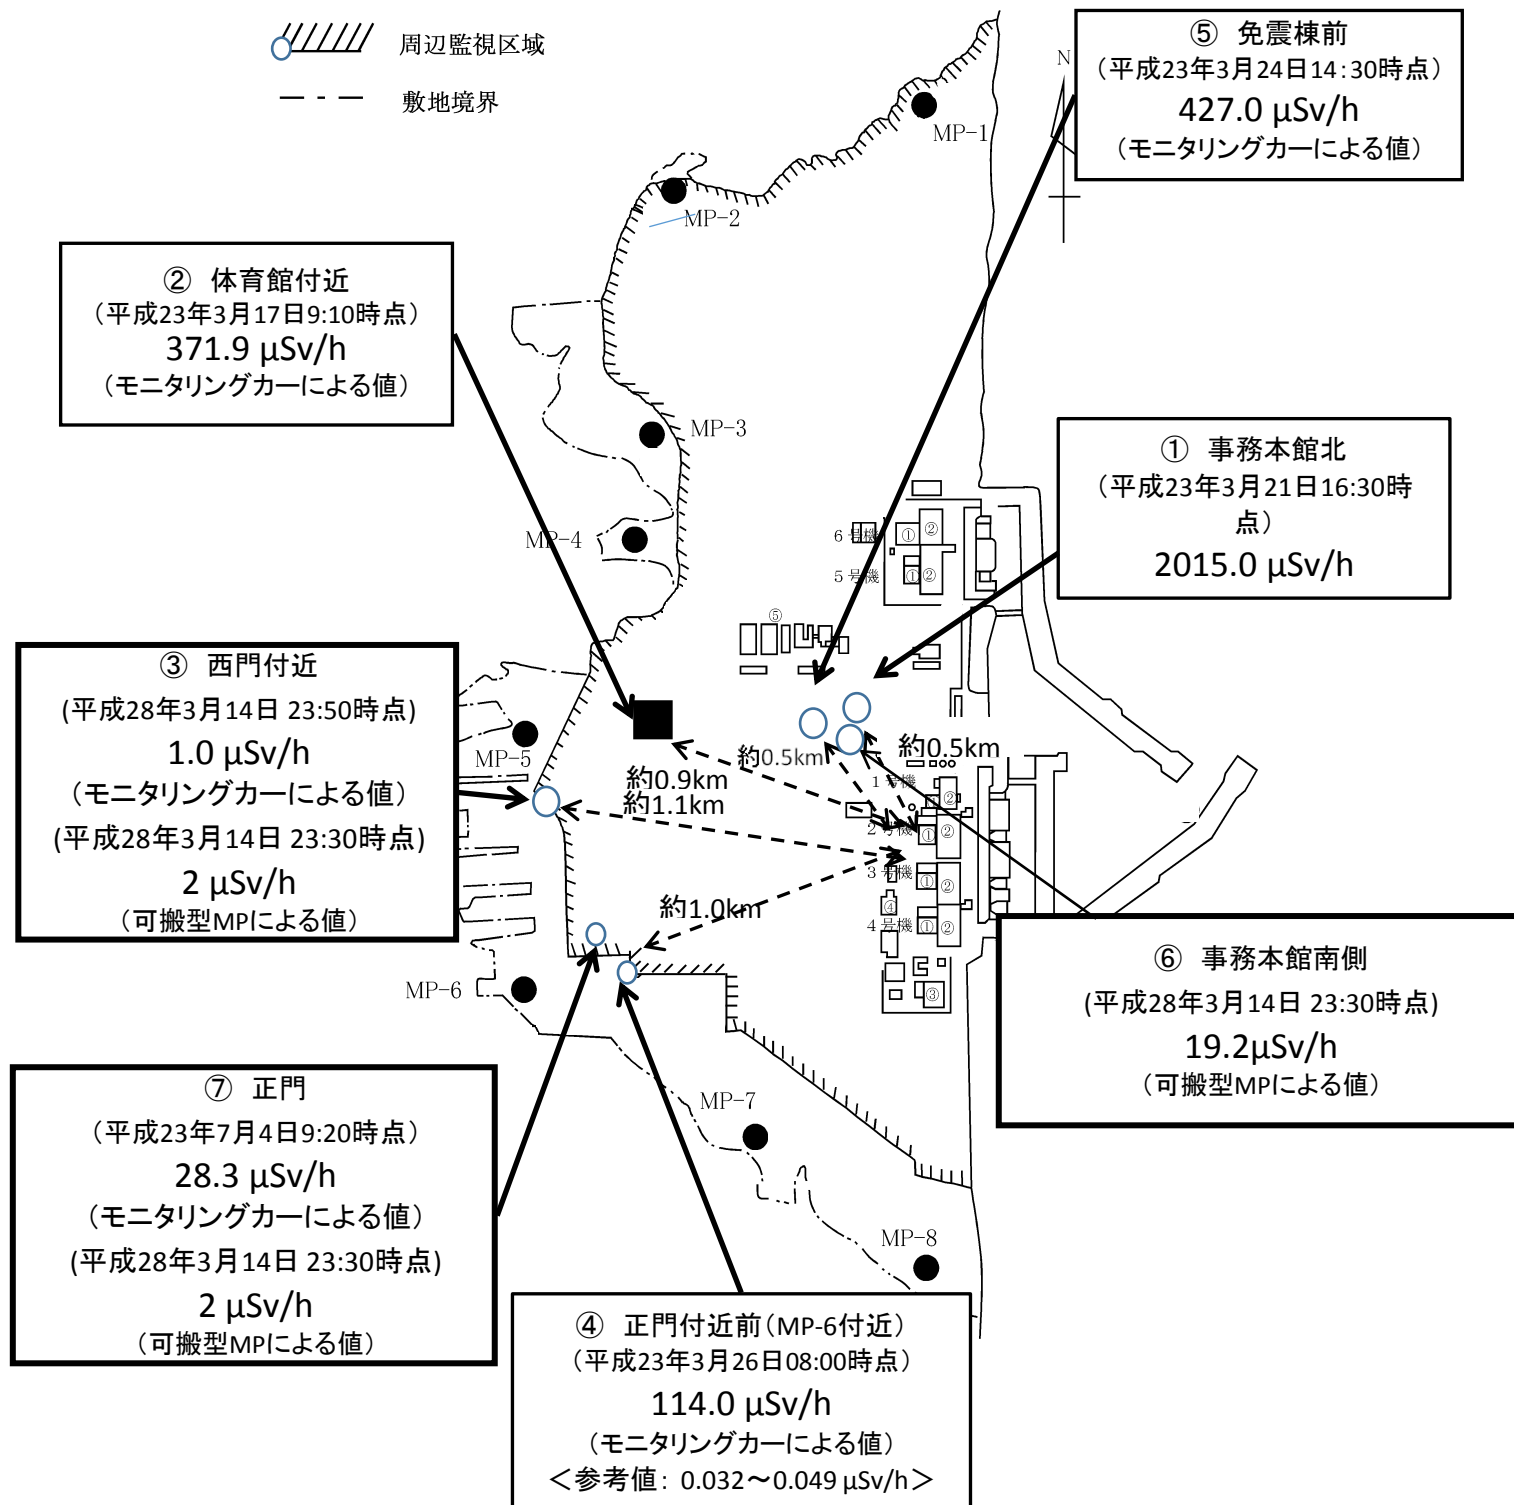 周辺監視区域
敷地境界
⑤ 免震棟前
（平成23年3月24日14:30時点）
427.0 μSv/h
（モニタリングカーによる値）
N
MP-1
MP-2
② 体育館付近
（平成23年3月17日9:10時点）
371.9 μSv/h
（モニタリングカーによる値）
MP-3
① 事務本館北
（平成23年3月21日16:30時
点）
2015.0 μSv/h
MP-4
6号機
① ②
5号機
① ②
⑤
③ 西門付近
(平成28年3月14日 23:50時点)
1.0 μSv/h
（モニタリングカーによる値）
(平成28年3月14日 23:30時点)
2 μSv/h
（可搬型MPによる値）
MP-5
約0.5km
約0.5km
約0.9km
約1.1km
1号機
① ②
2号機
① ②
3号機
① ②
約1.0km
④
4号機
① ②
③
MP-6
⑥ 事務本館南側
(平成28年3月14日 23:30時点)
19.2μSv/h
（可搬型MPによる値）
⑦ 正門
（平成23年7月4日9:20時点）
28.3 μSv/h
（モニタリングカーによる値）
(平成28年3月14日 23:30時点)
2 μSv/h
（可搬型MPによる値）
MP-7
MP-8
④ 正門付近前（MP-6付近）
（平成23年3月26日08:00時点）
114.0 μSv/h
（モニタリングカーによる値）
＜参考値: 0.032～0.049 μSv/h＞